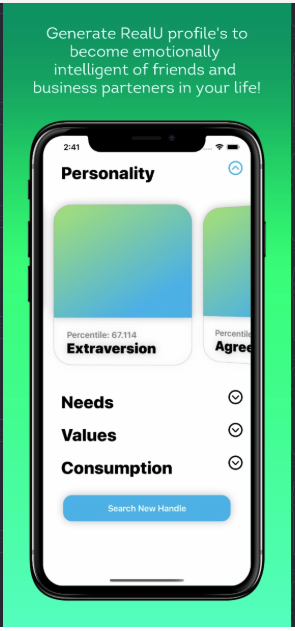 Generate RealU profile's to
become emotionally
intelligent of friends and
business parteners in your life!
2:41
Personality
Percentile: 67.114
Extraversion
Percentile
Agree
Needs
Values
Consumption
Search New Handle